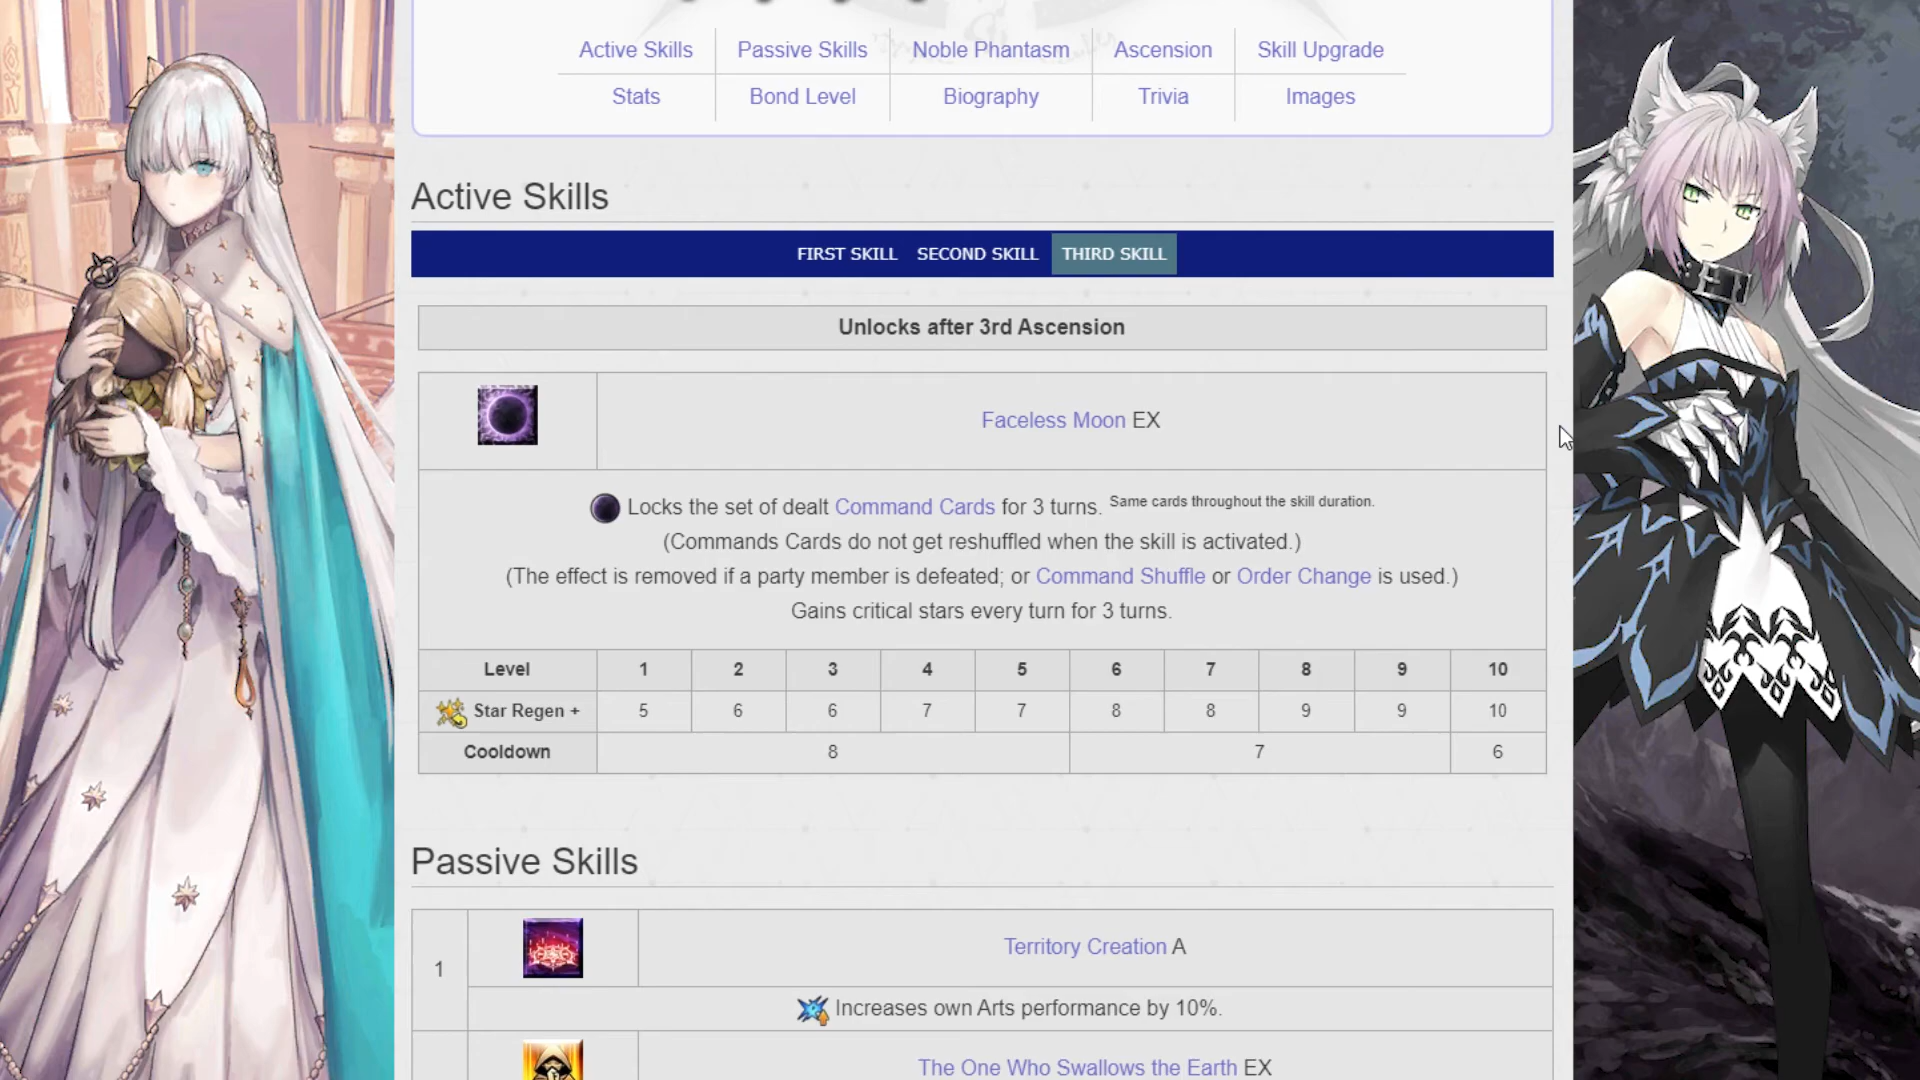 Active Skills Passive Skills Noble Phantasm Ascension Skill Upgrade
Stats Bond Level Biography Trivia Images
Active Skills
FIRST SKILL SECOND SKILL THIRD SKILL
Unlocks after 3rd Ascension
Faceless Moon EX
Locks the set of dealt Command Cards for 3 turns. Same cards throughout the skill duration.
(Commands Cards do not get reshuffled when the skill is activated.)
(The effect is removed if a party member is defeated; or Command Shuffle or Order Change is used.)
Gains critical stars every turn for 3 turns.
Level 1 2 3 4 5 6 7 8 9 10
Star Regen + 5 6 6 7 7 8 8 9 9 10
Cooldown 8 7 6
Passive Skills
1
Territory Creation A
Increases own Arts performance by 10%.
The One Who Swallows the Earth EX